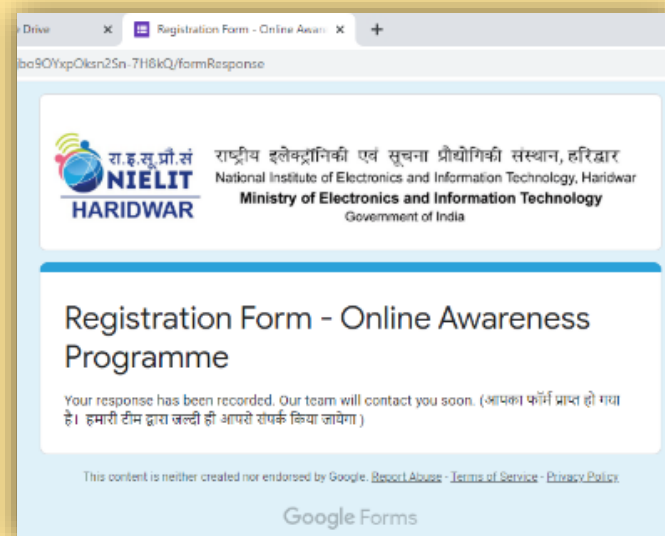 Drive
Registration Form - Online Awar
bo9OYxpOksn2Sn-7H8kQ/formResponse
रा.इ.सू.प्रौ.सं
NIELIT
HARIDWAR
राष्ट्रीय इलेक्ट्रॉनिकी एवं सूचना प्रौद्योगिकी संस्थान, हरिद्वार
National Institute of Electronics and Information Technology, Haridwar
Ministry of Electronics and Information Technology
Government of India
Registration Form - Online Awareness
Programme
Your response has been recorded. Our team will contact you soon. (आपका फॉर्म प्राप्त हो गया
है। हमारी टीम द्वारा जल्दी ही आपसे संपर्क किया जायेगा )
This content is neither created nor endorsed by Google. Report Abuse - Terms of Service - Privacy Policy
Google Forms